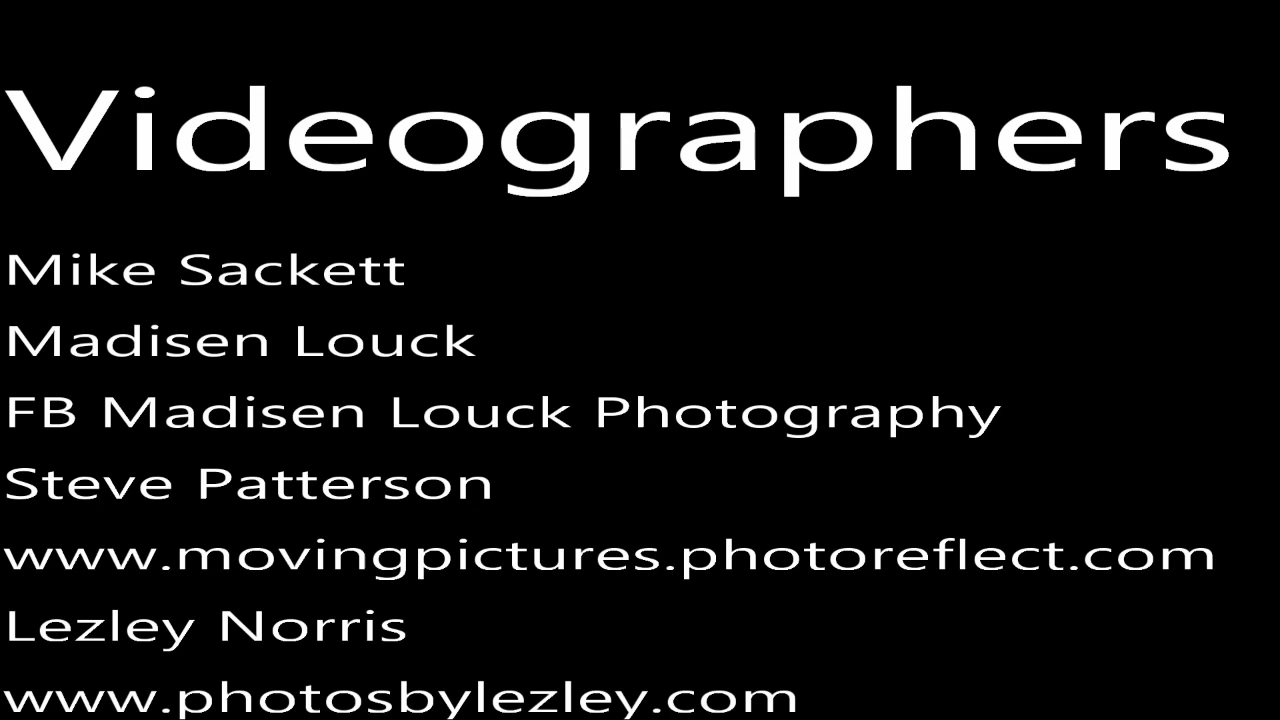 Videographers
Mike Sackett
Madisen Louck
FB Madisen Louck Photography
Steve Patterson
www.movingpictures.photoreflect.com
Lezley Norris
www.photosbylezley.com